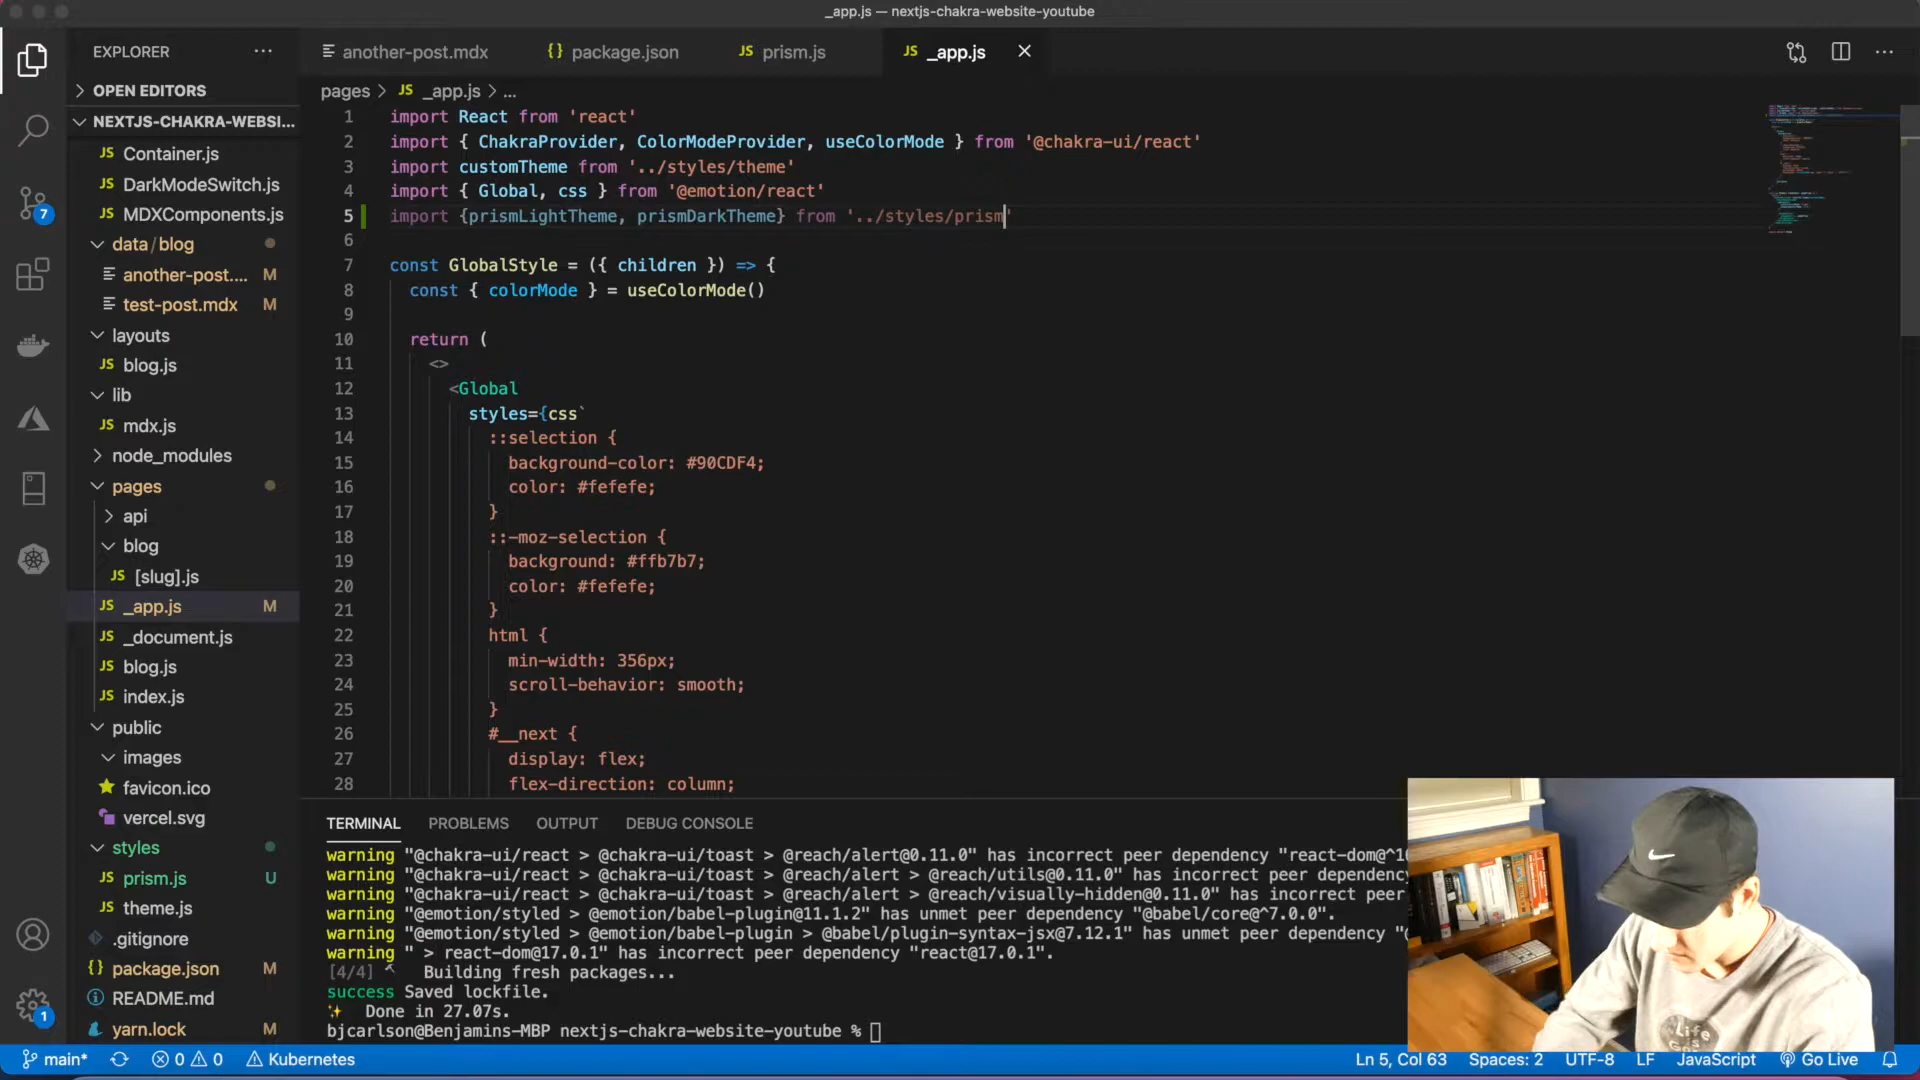 _app.js — nextjs-chakra-website-youtube
EXPLORER
another-post.mdx
{} package.json
JS prism.js
JS _app.js
OPEN EDITORS
pages > JS _app.js > ...
NEXTJS-CHAKRA-WEBSI...
JS Container.js
JS DarkModeSwitch.js
JS MDXComponents.js
data/blog
another-post.... M
test-post.mdx M
layouts
JS blog.js
lib
JS mdx.js
node_modules
pages
api
blog
JS [slug].js
JS _app.js M
JS _document.js
JS blog.js
JS index.js
public
images
favicon.ico
vercel.svg
styles
JS prism.js U
JS theme.js
.gitignore
{} package.json M
README.md
yarn.lock M
7
1
1 import React from 'react'
2 import { ChakraProvider, ColorModeProvider, useColorMode } from '@chakra-ui/react'
3 import customTheme from '../styles/theme'
4 import { Global, css } from '@emotion/react'
5 import {prismLightTheme, prismDarkTheme} from '../styles/prism'
6
7 const GlobalStyle = ({ children }) => {
8 const { colorMode } = useColorMode()
9
10 return (
11 <>
12 <Global
13 styles={css`
14 ::selection {
15 background-color: #90CDF4;
16 color: #fefefe;
17 }
18 ::-moz-selection {
19 background: #ffb7b7;
20 color: #fefefe;
21 }
22 html {
23 min-width: 356px;
24 scroll-behavior: smooth;
25 }
26 #__next {
27 display: flex;
28 flex-direction: column;
TERMINAL PROBLEMS OUTPUT DEBUG CONSOLE
warning "@chakra-ui/react > @chakra-ui/toast > @reach/alert@0.11.0" has incorrect peer dependency "react-dom@^16
warning "@chakra-ui/react > @chakra-ui/toast > @reach/alert > @reach/utils@0.11.0" has incorrect peer dependency
warning "@chakra-ui/react > @chakra-ui/toast > @reach/alert > @reach/visually-hidden@0.11.0" has incorrect peer
warning "@emotion/styled > @emotion/babel-plugin@11.1.2" has unmet peer dependency "@babel/core@^7.0.0".
warning "@emotion/styled > @emotion/babel-plugin > @babel/plugin-syntax-jsx@7.12.1" has unmet peer dependency "@
warning " > react-dom@17.0.1" has incorrect peer dependency "react@17.0.1".
[4/4] Building fresh packages...
success Saved lockfile.
Done in 27.07s.
bjcarlson@Benjamins-MBP nextjs-chakra-website-youtube %
Life
main* 0 0 Kubernetes
Ln 5, Col 63 Spaces: 2 UTF-8 LF JavaScript Go Live